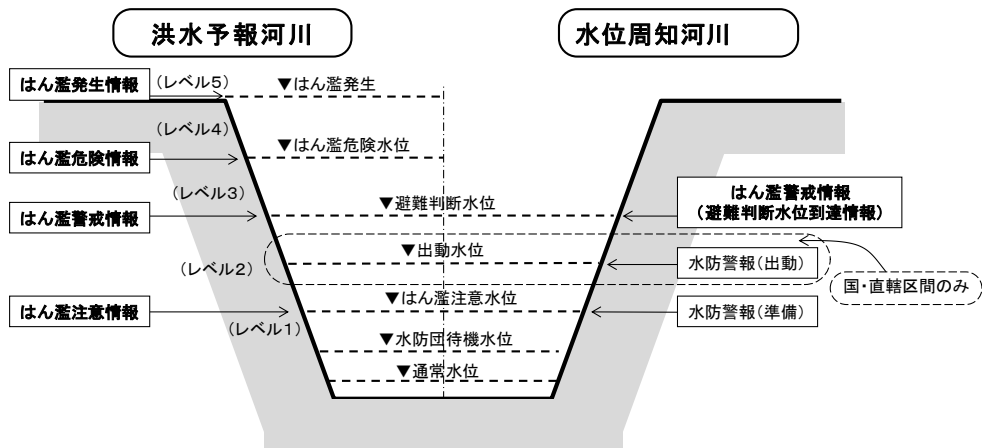 洪水予報河川
水位周知河川
はん濫発生情報
(レベル5)
▼はん濫発生
(レベル4)
はん濫危険情報
▼はん濫危険水位
(レベル3)
はん濫警戒情報
▼避難判断水位
はん濫警戒情報
(避難判断水位到達情報)
▼出動水位
水防警報(出動)
(レベル2)
国・直轄区間のみ
はん濫注意情報
▼はん濫注意水位
水防警報(準備)
(レベル1)
▼水防団待機水位
▼通常水位